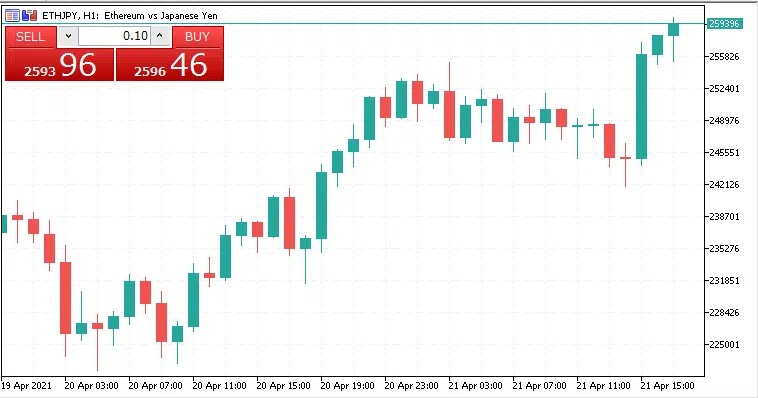 ETHJPY, H1: Ethereum vs Japanese Yen
SELL 0.10 BUY
2593 96 2596 46
259396
255826
252401
248976
245551
242126
238701
235276
231851
228426
225001
19 Apr 2021 20 Apr 03:00 20 Apr 07:00 20 Apr 11:00 20 Apr 15:00 20 Apr 19:00 20 Apr 23:00 21 Apr 03:00 21 Apr 07:00 21 Apr 11:00 21 Apr 15:00